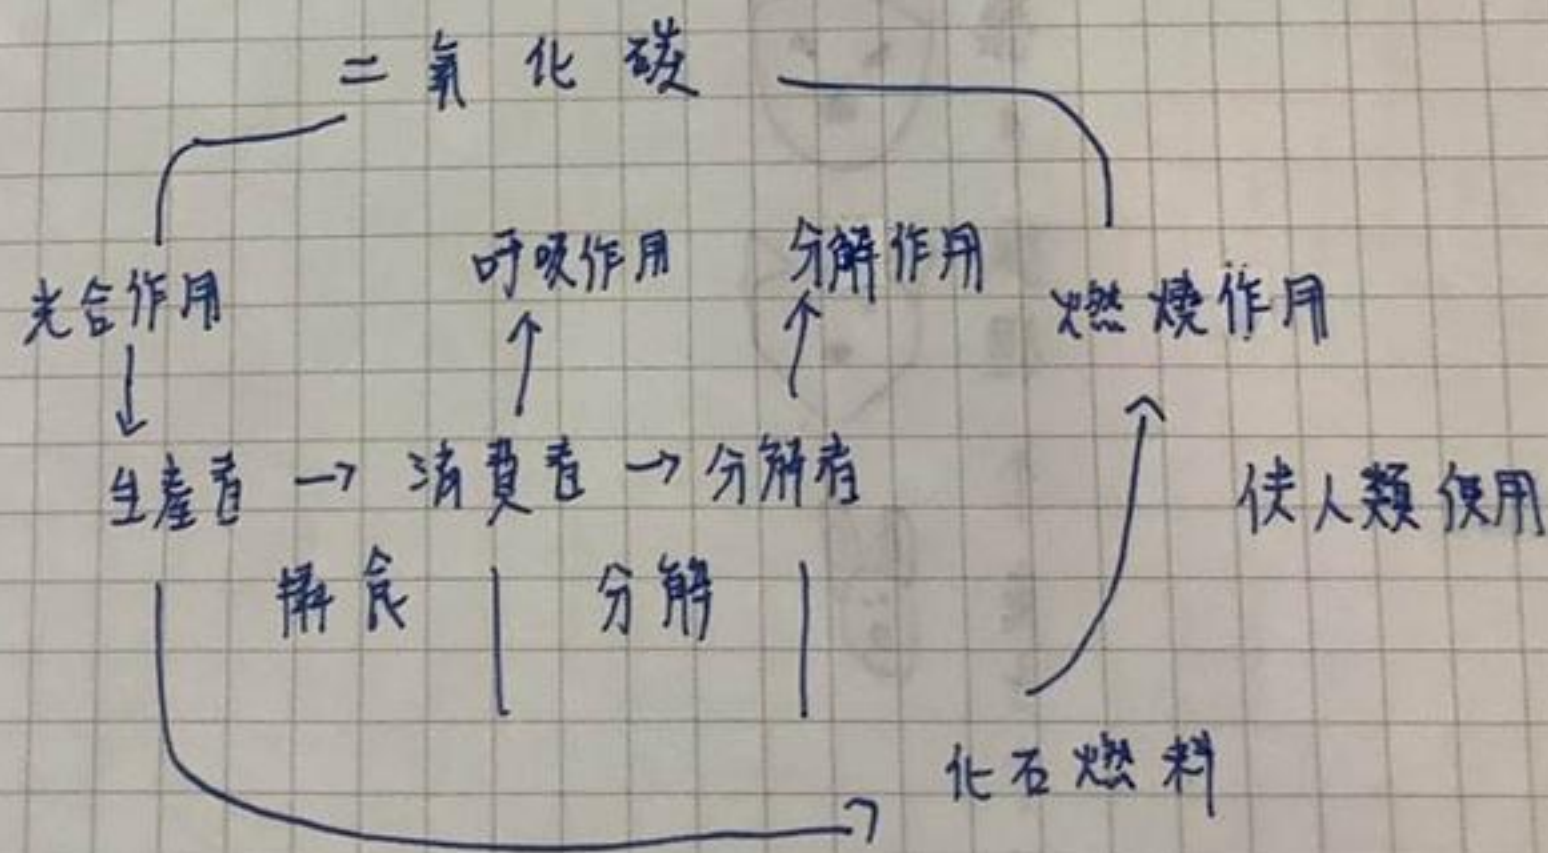 二氧化碳
呼吸作用 分解作用
光合作用 燃燒作用
生產者 → 消費者 → 分解者 供人類使用
攝食 分解
化石燃料